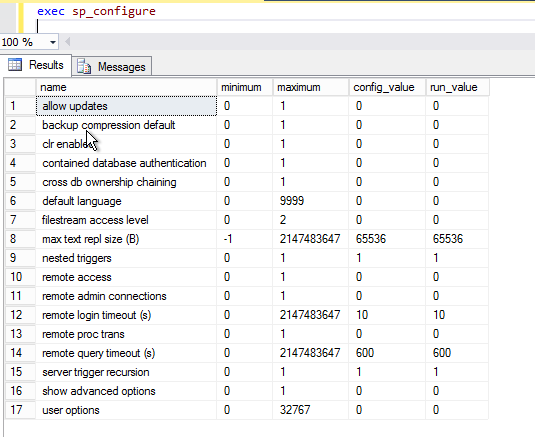 exec sp_configure
100 %
Results Messages
name minimum maximum config_value run_value
1 allow updates 0 1 0 0
2 backup compression default 0 1 0 0
3 clr enabled 0 1 0 0
4 contained database authentication 0 1 0 0
5 cross db ownership chaining 0 1 0 0
6 default language 0 9999 0 0
7 filestream access level 0 2 0 0
8 max text repl size (B) -1 2147483647 65536 65536
9 nested triggers 0 1 1 1
10 remote access 0 1 0 0
11 remote admin connections 0 1 0 0
12 remote login timeout (s) 0 2147483647 10 10
13 remote proc trans 0 1 0 0
14 remote query timeout (s) 0 2147483647 600 600
15 server trigger recursion 0 1 1 1
16 show advanced options 0 1 0 0
17 user options 0 32767 0 0